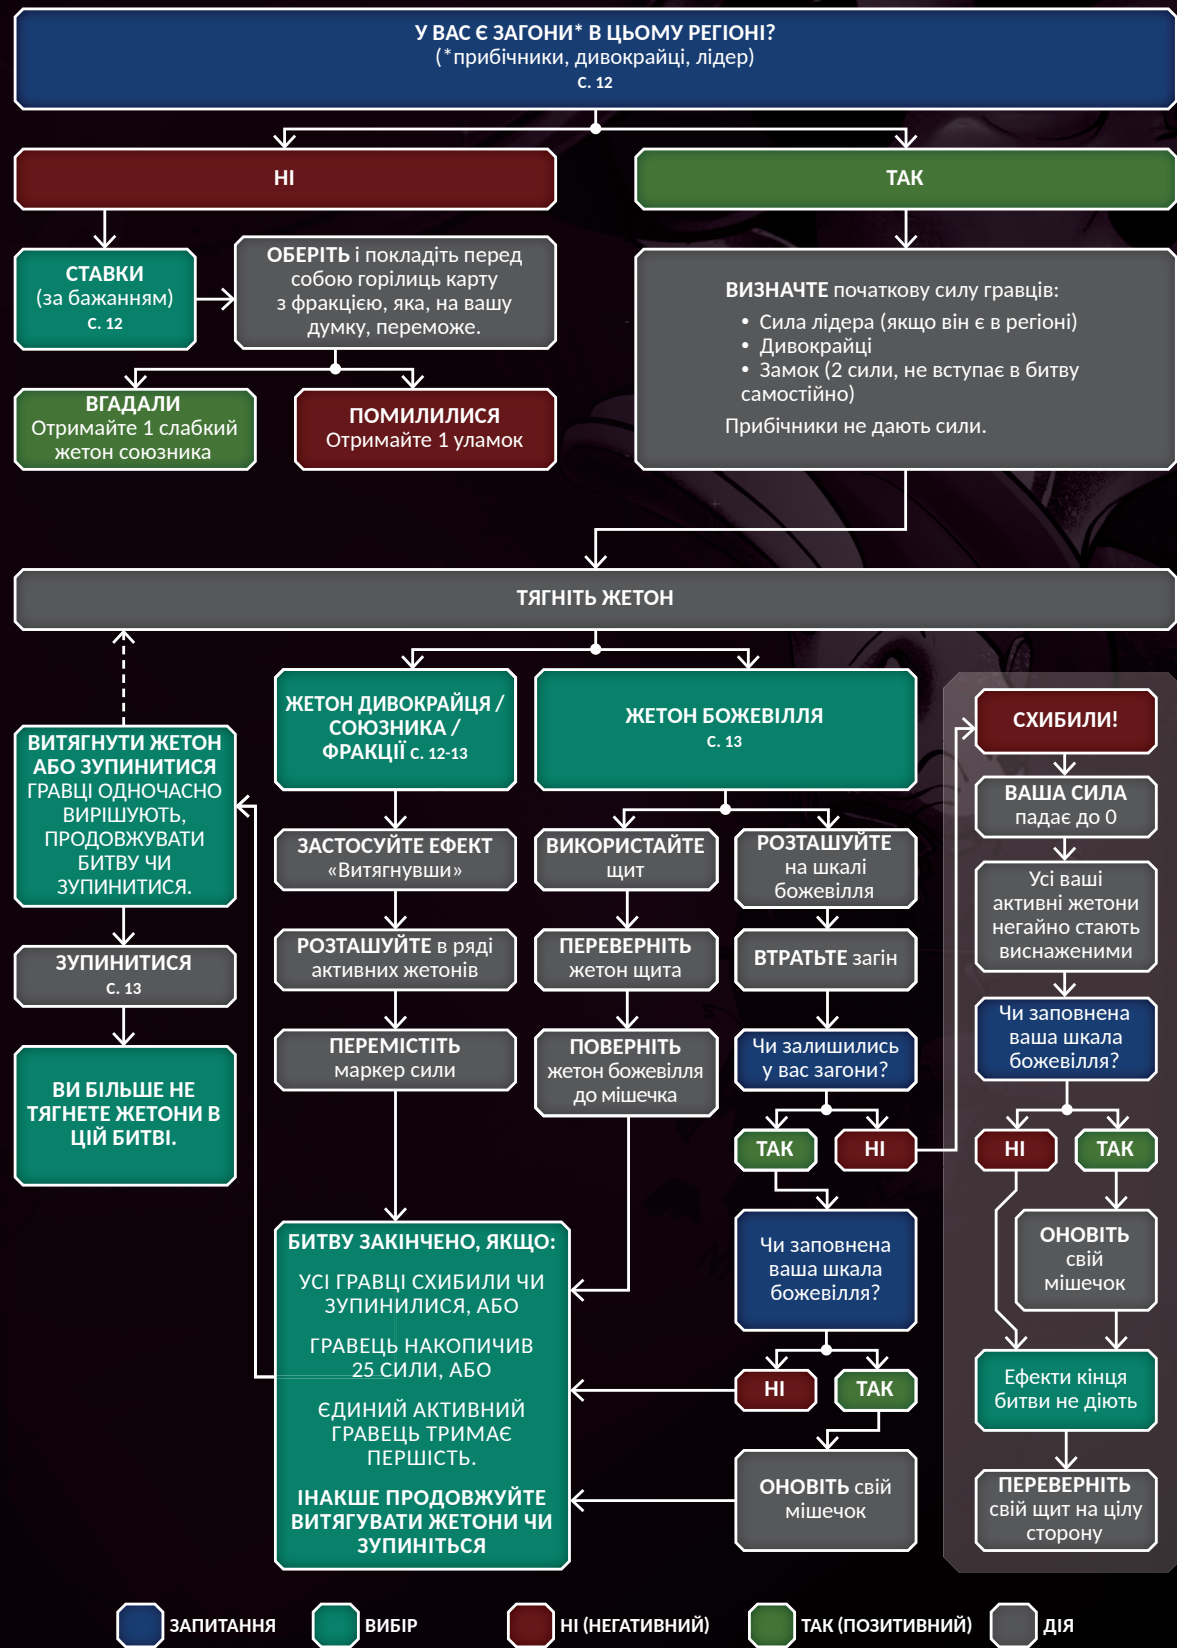 У ВАС Є ЗАГОНИ* В ЦЬОМУ РЕГІОНІ?
(*прибічники, дивокрайці, лідер)
С. 12
НІ
ТАК
СТАВКИ
(за бажанням)
С. 12
ОБЕРІТЬ і покладіть перед
собою горілиць карту
з фракцією, яка, на вашу
думку, переможе.
ВГАДАЛИ
Отримайте 1 слабкий
жетон союзника
ПОМИЛИЛИСЯ
Отримайте 1 уламок
ВИЗНАЧТЕ початкову силу гравців:
• Сила лідера (якщо він є в регіоні)
• Дивокрайці
• Замок (2 сили, не вступає в битву
самостійно)
Прибічники не дають сили.
ТЯГНІТЬ ЖЕТОН
ВИТЯГНУТИ ЖЕТОН
АБО ЗУПИНИТИСЯ
ГРАВЦІ ОДНОЧАСНО
ВИРІШУЮТЬ,
ПРОДОВЖУВАТИ
БИТВУ ЧИ
ЗУПИНИТИСЯ.
ЗУПИНИТИСЯ
С. 13
ВИ БІЛЬШЕ НЕ
ТЯГНЕТЕ ЖЕТОНИ В
ЦІЙ БИТВІ.
ЖЕТОН ДИВОКРАЙЦЯ /
СОЮЗНИКА /
ФРАКЦІЇ С. 12-13
ЗАСТОСУЙТЕ ЕФЕКТ
«Витягнувши»
РОЗТАШУЙТЕ в ряді
активних жетонів
ПЕРЕМІСТІТЬ
маркер сили
ЖЕТОН БОЖЕВІЛЛЯ
С. 13
ВИКОРИСТАЙТЕ
щит
ПЕРЕВЕРНІТЬ
жетон щита
ПОВЕРНІТЬ
жетон божевілля
до мішечка
РОЗТАШУЙТЕ
на шкалі
божевілля
ВТРАТЬТЕ загін
Чи залишились
у вас загони?
ТАК
НІ
Чи заповнена
ваша шкала
божевілля?
НІ
ТАК
ОНОВІТЬ свій
мішечок
БИТВУ ЗАКІНЧЕНО, ЯКЩО:
УСІ ГРАВЦІ СХИБИЛИ ЧИ
ЗУПИНИЛИСЯ, АБО
ГРАВЕЦЬ НАКОПИЧИВ
25 СИЛИ, АБО
ЄДИНИЙ АКТИВНИЙ
ГРАВЕЦЬ ТРИМАЄ
ПЕРШІСТЬ.
ІНАКШЕ ПРОДОВЖУЙТЕ
ВИТЯГУВАТИ ЖЕТОНИ ЧИ
ЗУПИНІТЬСЯ
СХИБИЛИ!
ВАША СИЛА
падає до 0
Усі ваші
активні жетони
негайно стають
виснаженими
Чи заповнена
ваша шкала
божевілля?
НІ
ТАК
ОНОВІТЬ
свій
мішечок
Ефекти кінця
битви не діють
ПЕРЕВЕРНІТЬ
свій щит на цілу
сторону
ЗАПИТАННЯ
ВИБІР
НІ (НЕГАТИВНИЙ)
ТАК (ПОЗИТИВНИЙ)
ДІЯ